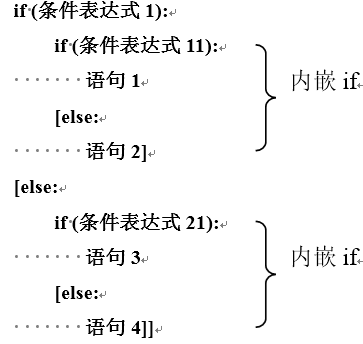 if (条件表达式 1):
if (条件表达式 11):
语句 1
[else:
语句 2]
内嵌 if
[else:
if (条件表达式 21):
语句 3
[else:
语句 4]]
内嵌 if